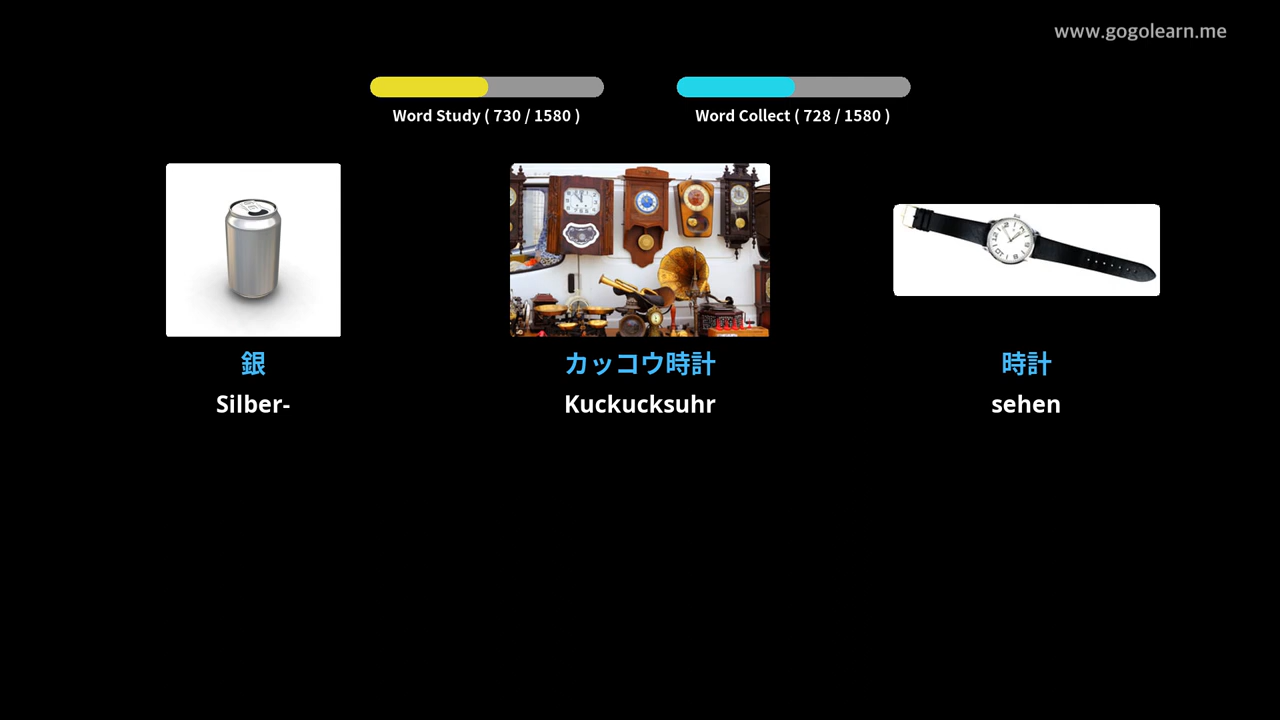 www.gogolearn.me
Word Study ( 730 / 1580 )
Word Collect ( 728 / 1580 )
銀
Silber-
カッコウ時計
Kuckucksuhr
時計
sehen